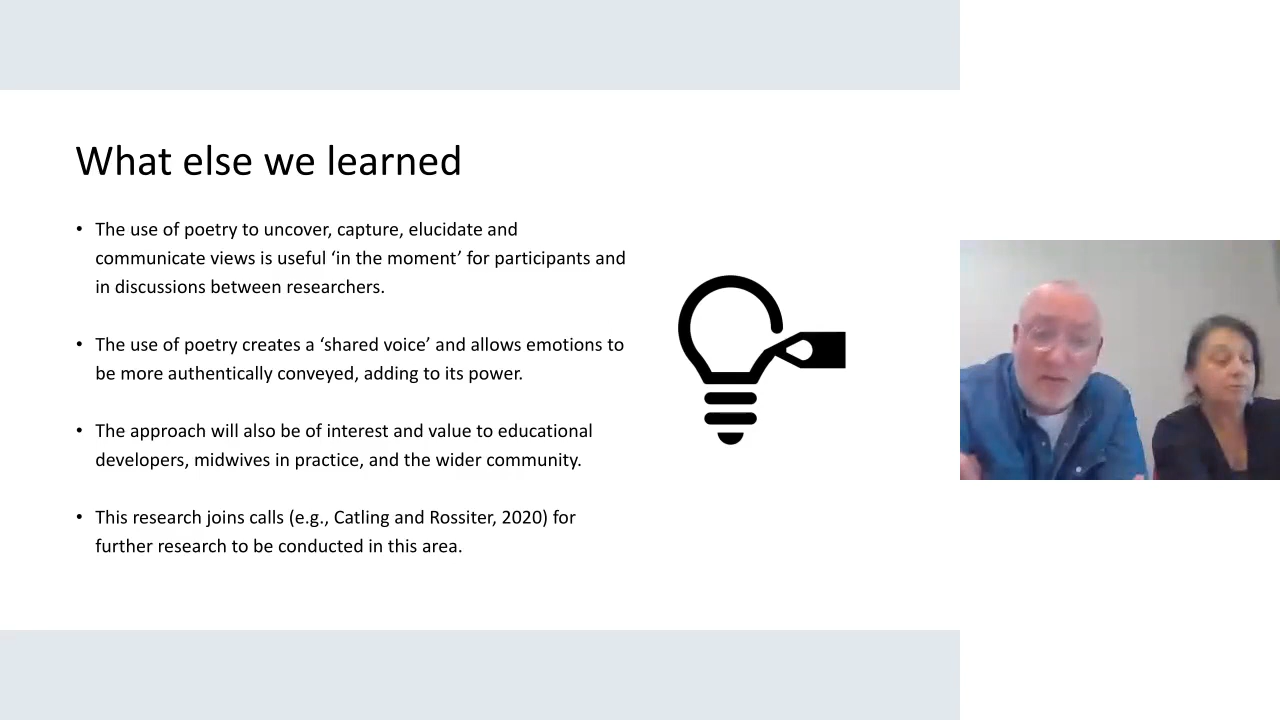 What else we learned
• The use of poetry to uncover, capture, elucidate and
communicate views is useful ‘in the moment’ for participants and
in discussions between researchers.
• The use of poetry creates a ‘shared voice’ and allows emotions to
be more authentically conveyed, adding to its power.
• The approach will also be of interest and value to educational
developers, midwives in practice, and the wider community.
• This research joins calls (e.g., Catling and Rossiter, 2020) for
further research to be conducted in this area.